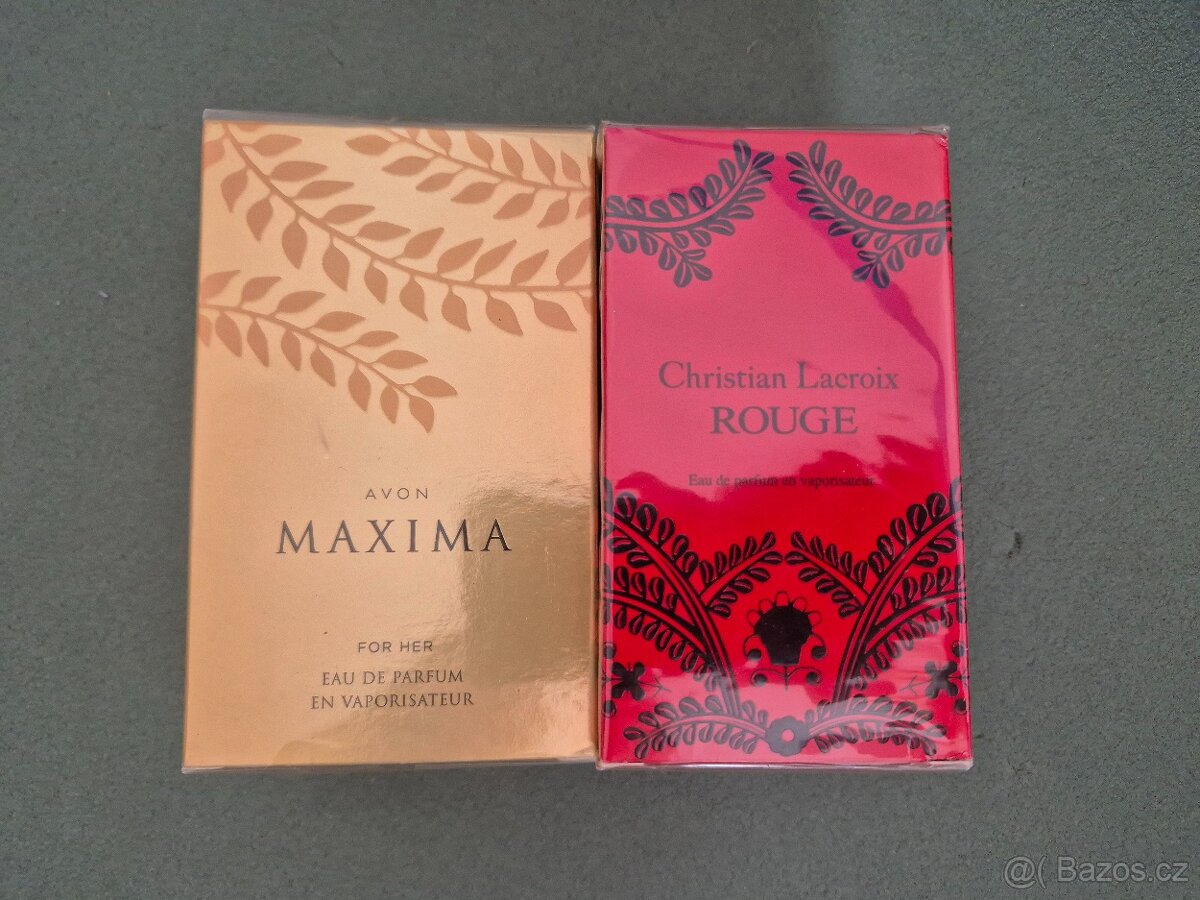 AVON
MAXIMA
FOR HER
EAU DE PARFUM
EN VAPORISATEUR
Christian Lacroix
ROUGE
Eau de parfum en vaporisateur
@( Bazos.cz